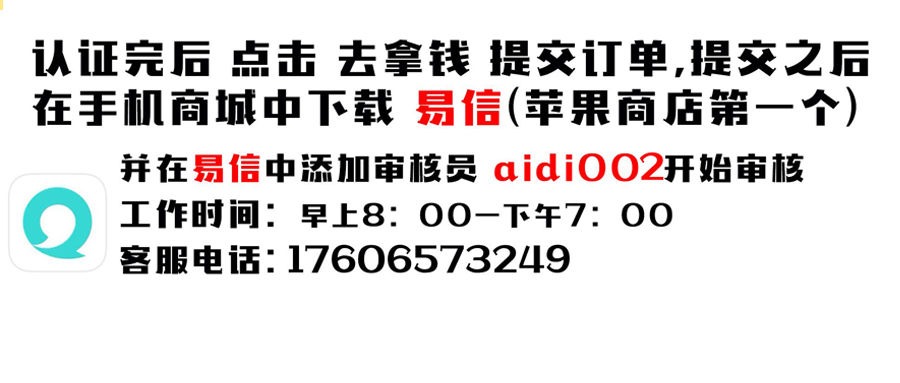 认证完后 点击 去拿钱 提交订单,提交之后
在手机商城中下载 易信(苹果商店第一个)
并在易信中添加审核员 aidi002开始审核
工作时间：早上8：00—下午7：00
客服电话：17606573249